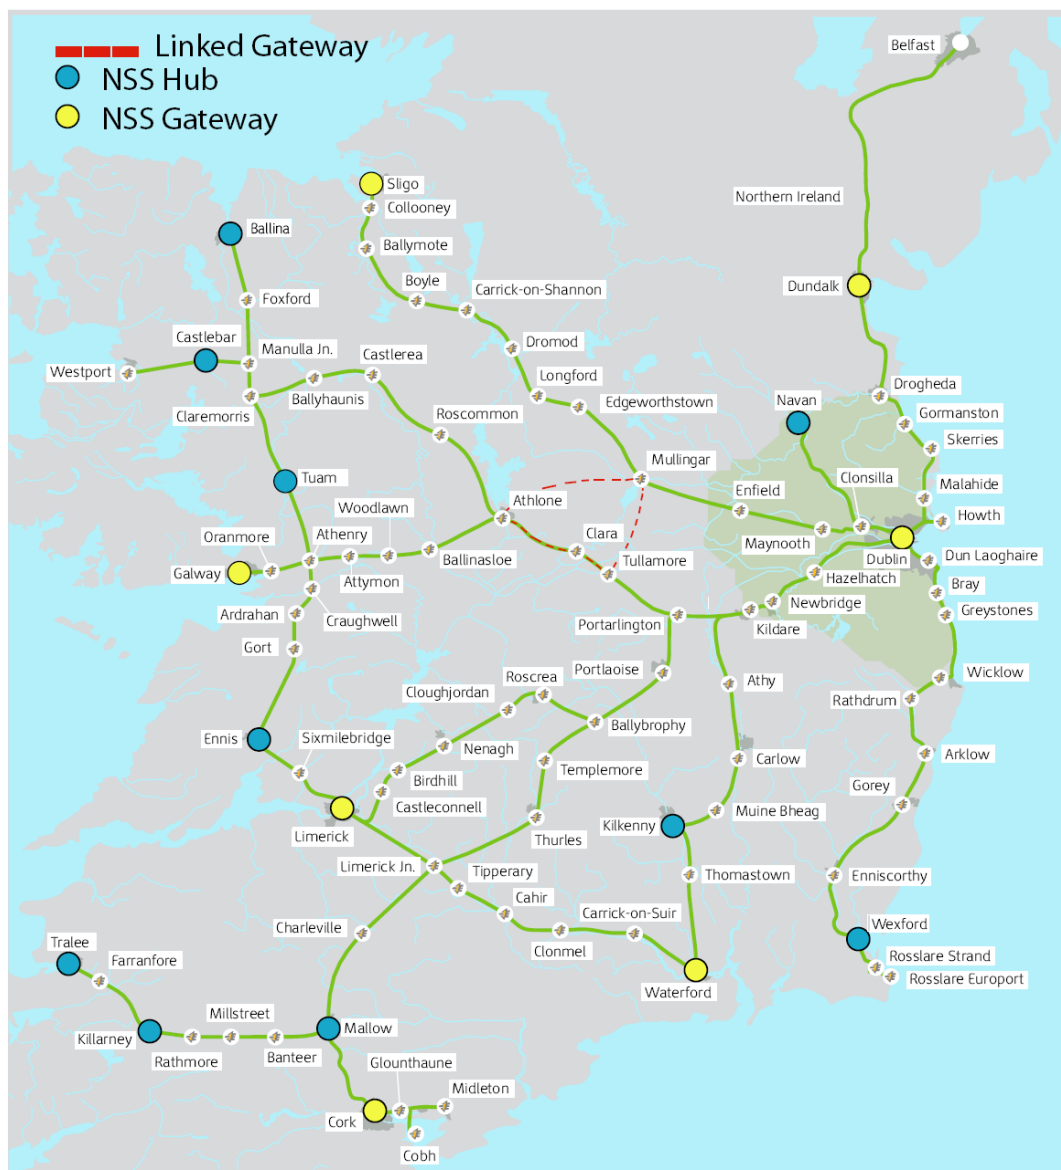 Linked Gateway
NSS Hub
NSS Gateway
Belfast
Northern Ireland
Sligo
Collooney
Ballina
Ballymote
Boyle
Carrick-on-Shannon
Dundalk
Foxford
Castlebar
Manulla Jn.
Castlerea
Dromod
Westport
Longford
Drogheda
Ballyhaunis
Edgeworthstown
Navan
Claremorris
Gormanston
Roscommon
Skerries
Mullingar
Tuam
Enfield
Clonsilla
Malahide
Athlone
Woodlawn
Howth
Oranmore
Athenry
Clara
Maynooth
Galway
Attymon
Ballinasloe
Tullamore
Dublin
Dun Laoghaire
Hazelhatch
Bray
Ardrahan
Craughwell
Newbridge
Greystones
Portarlington
Kildare
Gort
Portlaoise
Roscrea
Wicklow
Cloughjordan
Athy
Rathdrum
Ballybrophy
Ennis
Sixmilebridge
Nenagh
Arklow
Carlow
Templemore
Birdhill
Gorey
Castleconnell
Muine Bheag
Limerick
Kilkenny
Thurles
Limerick Jn.
Tipperary
Thomastown
Enniscorthy
Cahir
Charleville
Carrick-on-Suir
Wexford
Tralee
Clonmel
Rosslare Strand
Farranfore
Waterford
Rosslare Europort
Millstreet
Mallow
Killarney
Rathmore
Banteer
Glounthaune
Midleton
Cork
Cobh